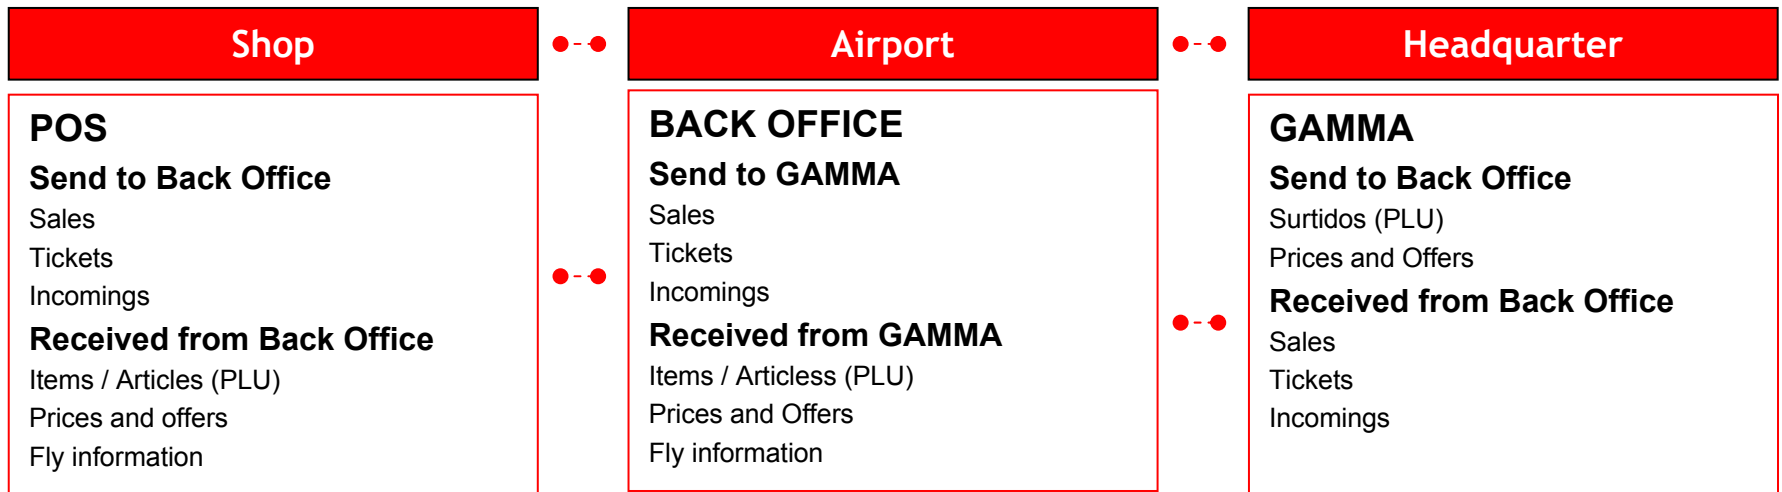 Shop
Airport
Headquarter
POS
Send to Back Office
Sales
Tickets
Incomings
Received from Back Office
Items / Articles (PLU)
Prices and offers
Fly information
BACK OFFICE
Send to GAMMA
Sales
Tickets
Incomings
Received from GAMMA
Items / Articless (PLU)
Prices and Offers
Fly information
GAMMA
Send to Back Office
Surtidos (PLU)
Prices and Offers
Received from Back Office
Sales
Tickets
Incomings